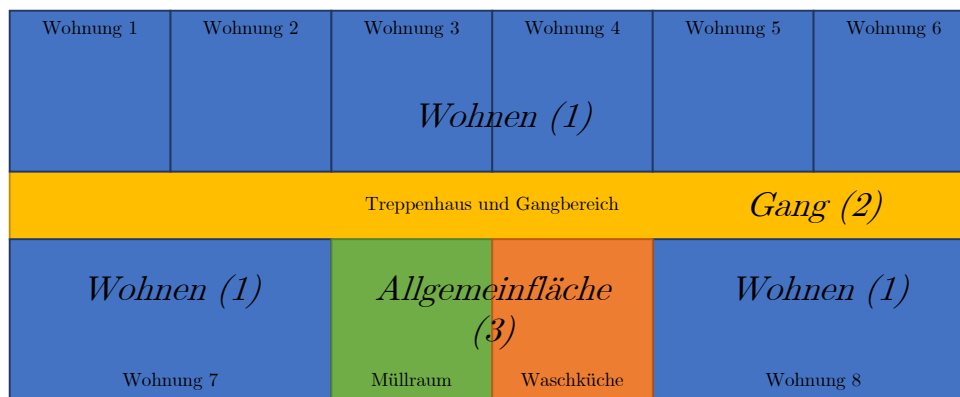 Wohnung 1
Wohnung 2
Wohnung 3
Wohnung 4
Wohnung 5
Wohnung 6
Wohnen (1)
Treppenhaus und Gangbereich
Gang (2)
Wohnen (1)
Allgemeinfläche
(3)
Wohnen (1)
Wohnung 7
Müllraum
Waschküche
Wohnung 8